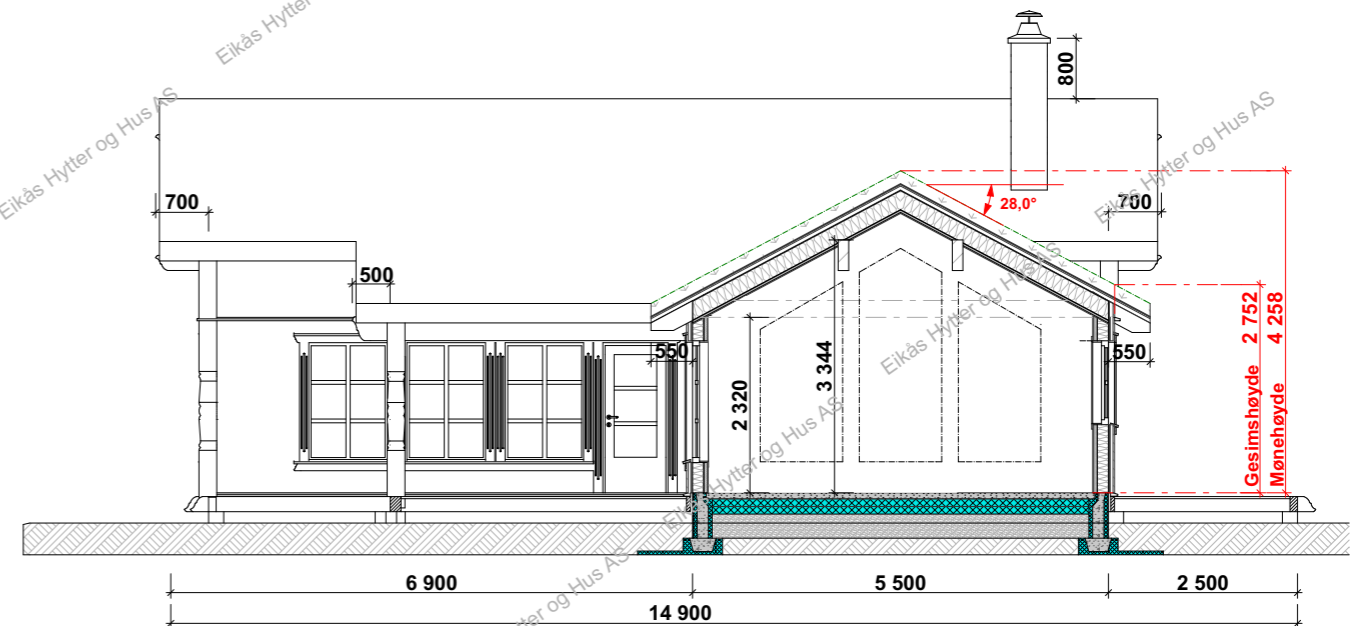 Eikås Hytter
800
Eikås Hytter og Hus AS
Eikås Hytter og Hus AS
700
28,0°
700
500
Eikås Hytter og Hus AS
550
550
2 320
3 344
Gesimshøyde 2 752
Mønehøyde 4 258
Eikås Hytter og Hus AS
6 900
5 500
2 500
tter og Hus AS
14 900